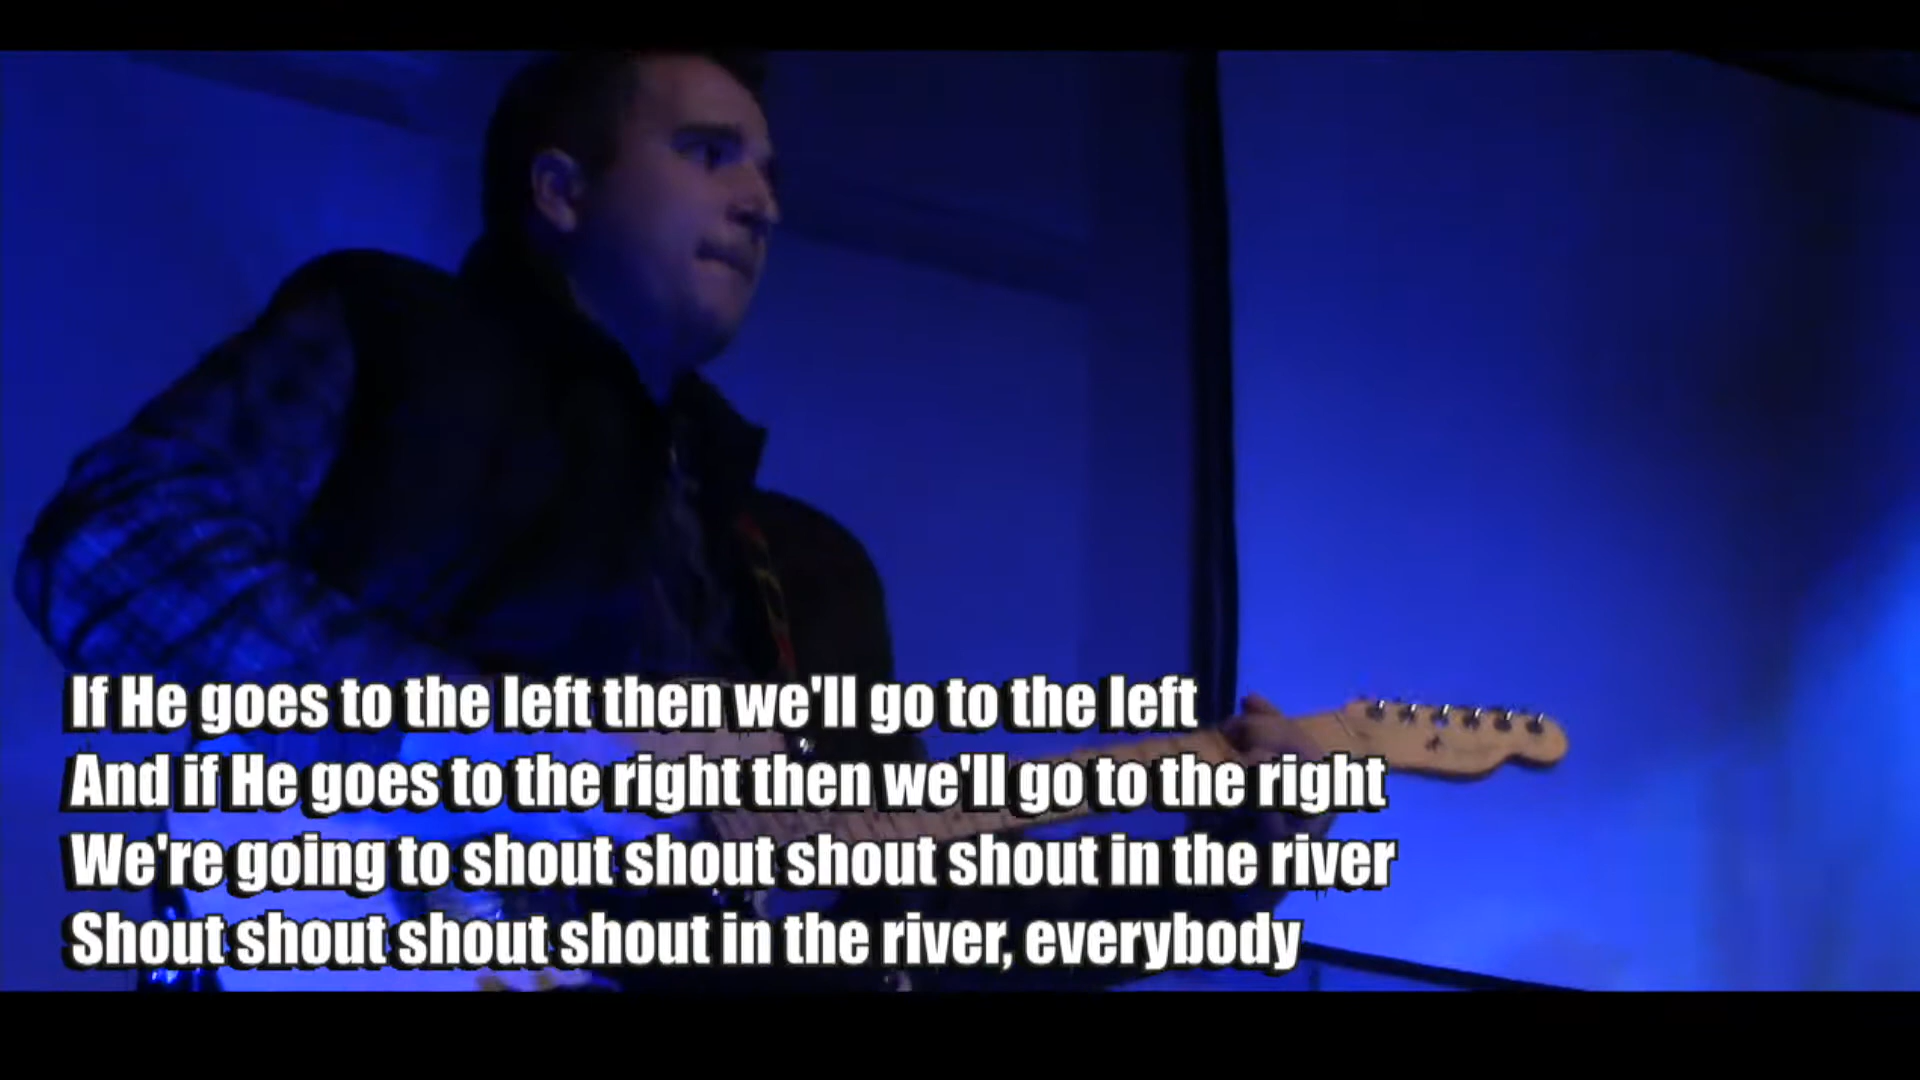 If He goes to the left then we'll go to the left
And if He goes to the right then we'll go to the right
We're going to shout shout shout shout in the river
Shout shout shout shout in the river, everybody